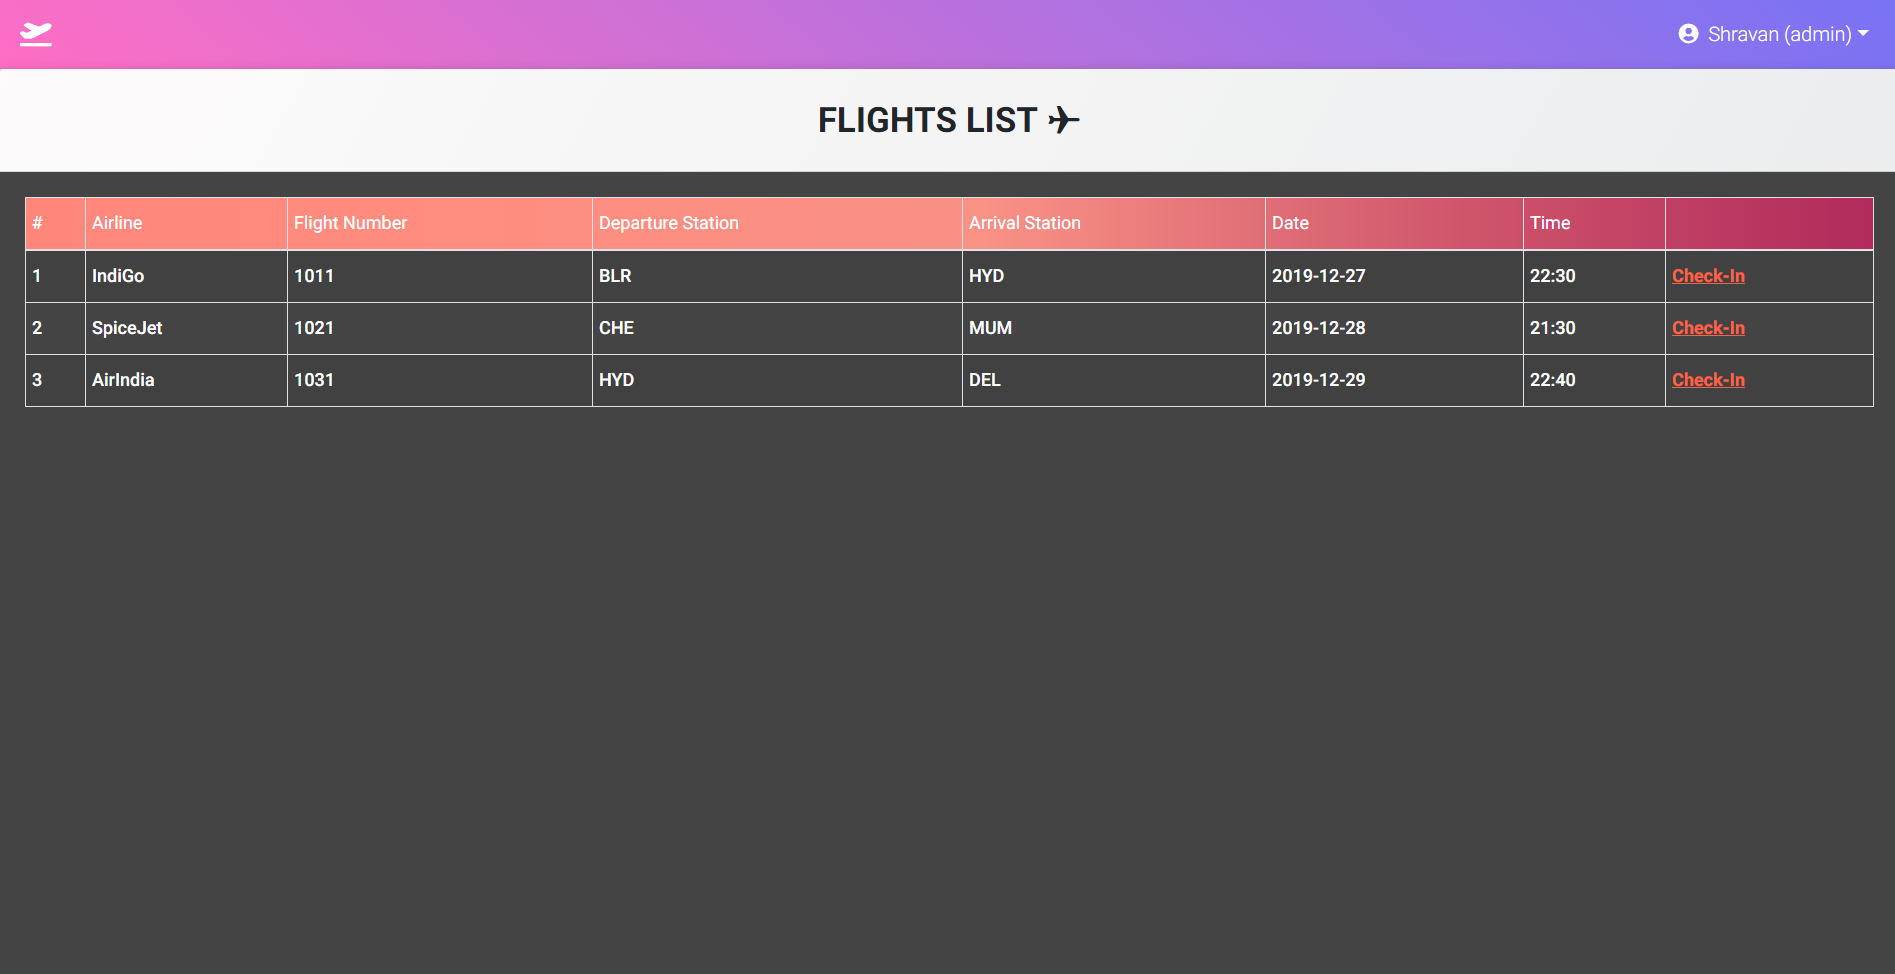 Shravan (admin)
FLIGHTS LIST
# Airline Flight Number Departure Station Arrival Station Date Time
1 IndiGo 1011 BLR HYD 2019-12-27 22:30 Check-In
2 SpiceJet 1021 CHE MUM 2019-12-28 21:30 Check-In
3 AirIndia 1031 HYD DEL 2019-12-29 22:40 Check-In